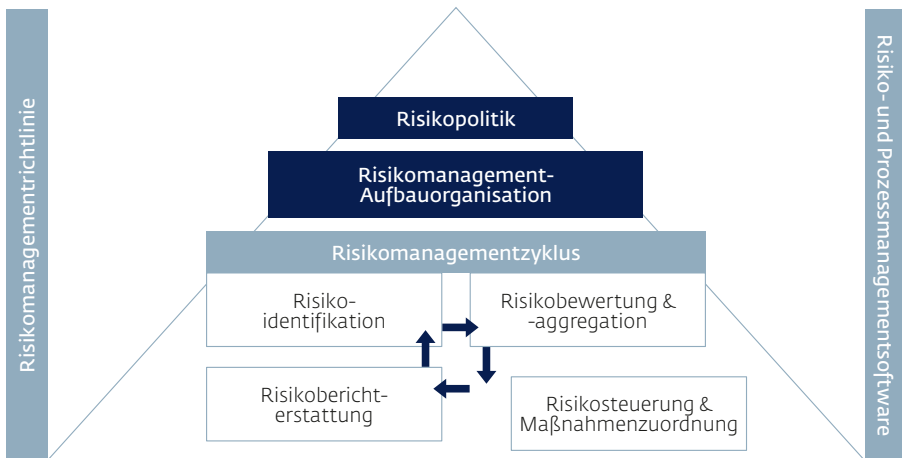 Risikomanagementrichtlinie
Risikopolitik
Risikomanagement-
Aufbauorganisation
Risikomanagementzyklus
Risiko-
identifikation
Risikobewertung &
-aggregation
Risikobericht-
erstattung
Risikosteuerung &
Maßnahmenzuordnung
Risiko- und Prozessmanagementsoftware